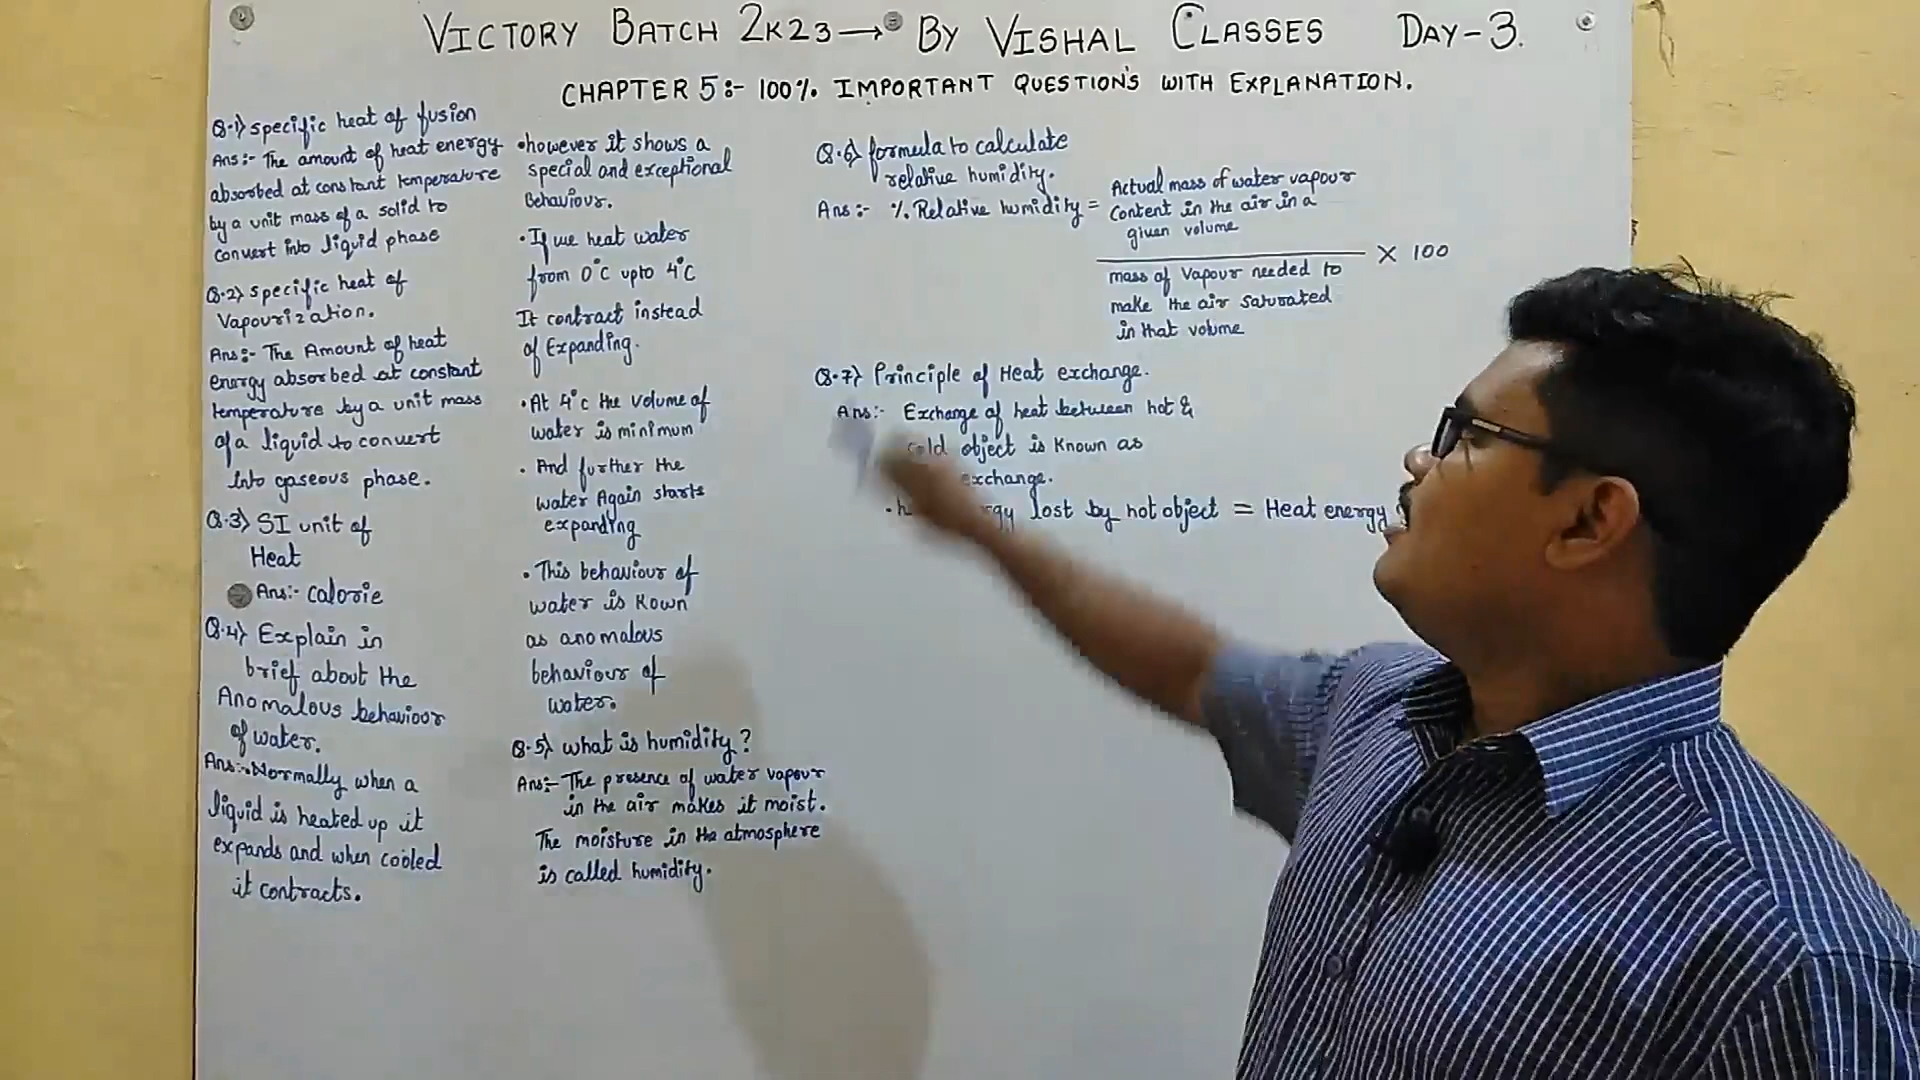 VICTORY BATCH 2K23 → BY VISHAL CLASSES DAY-3.
CHAPTER 5:- 100% IMPORTANT QUESTION'S WITH EXPLANATION.
Q.1) specific heat of fusion
Ans:- The amount of heat energy
absorbed at constant temperature
by a unit mass of a solid to
convert into liquid phase
Q.2) specific heat of
Vapourization.
Ans:- The Amount of heat
energy absorbed at constant
temperature by a unit mass
of a liquid to convert
into gaseous phase.
Q.3) SI unit of
Heat
Ans:- calorie
Q.4) Explain in
brief about the
Anomalous behaviour
of water.
Ans:- Normally when a
liquid is heated up it
expands and when cooled
it contracts.
• however it shows a
special and exceptional
Behaviour.
• If we heat water
from 0°C upto 4°C
It contract instead
of Expanding.
• At 4°C the volume of
water is minimum
• And further the
water Again starts
expanding
• This behaviour of
water is Kown
as anomalous
behaviour of
water.
Q.5) what is humidity?
Ans:- The presence of water vapour
in the air makes it moist.
The moisture in the atmosphere
is called humidity.
Q.6) formula to calculate
relative humidity.
Ans:- % Relative humidity = Actual mass of water vapour
content in the air in a
given volume
× 100
mass of vapour needed to
make the air saturated
in that volume
Q.7) Principle of Heat exchange.
Ans:- Exchange of heat between hot &
cold object is Known as
exchange.
• lost by hot object = Heat energy